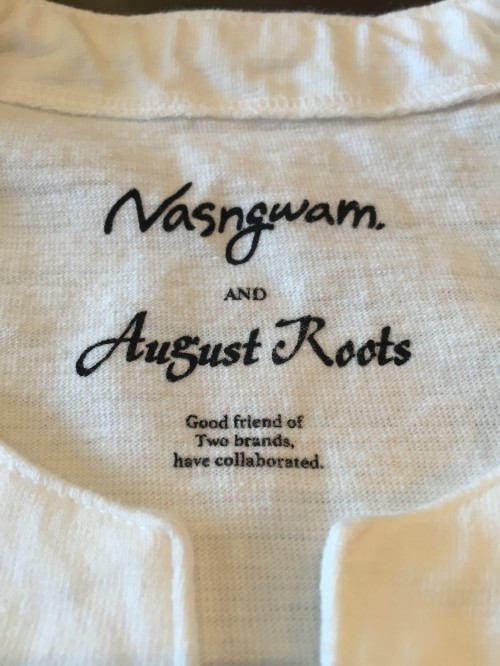 Nasngwam.
AND
August Roots
Good friend of
Two brands,
have collaborated.